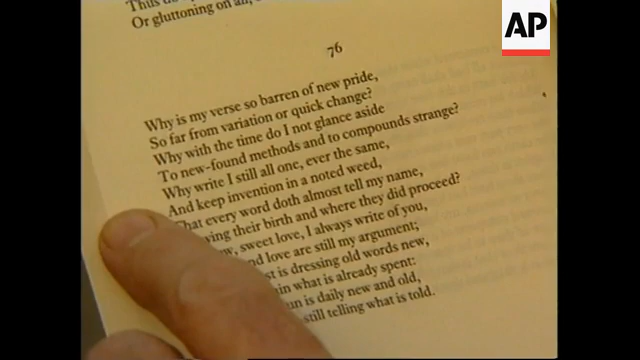 Thus do
Or gluttoning on all,
AP
76
Why is my verse so barren of new pride,
So far from variation or quick change?
Why with the time do I not glance aside
To new-found methods and to compounds strange?
Why write I still all one, ever the same,
And keep invention in a noted weed,
That every word doth almost tell my name,
wing their birth and where they did proceed?
w, sweet love, I always write of you,
nd love are still my argument;
st is dressing old words new,
in what is already spent:
un is daily new and old,
still telling what is told.